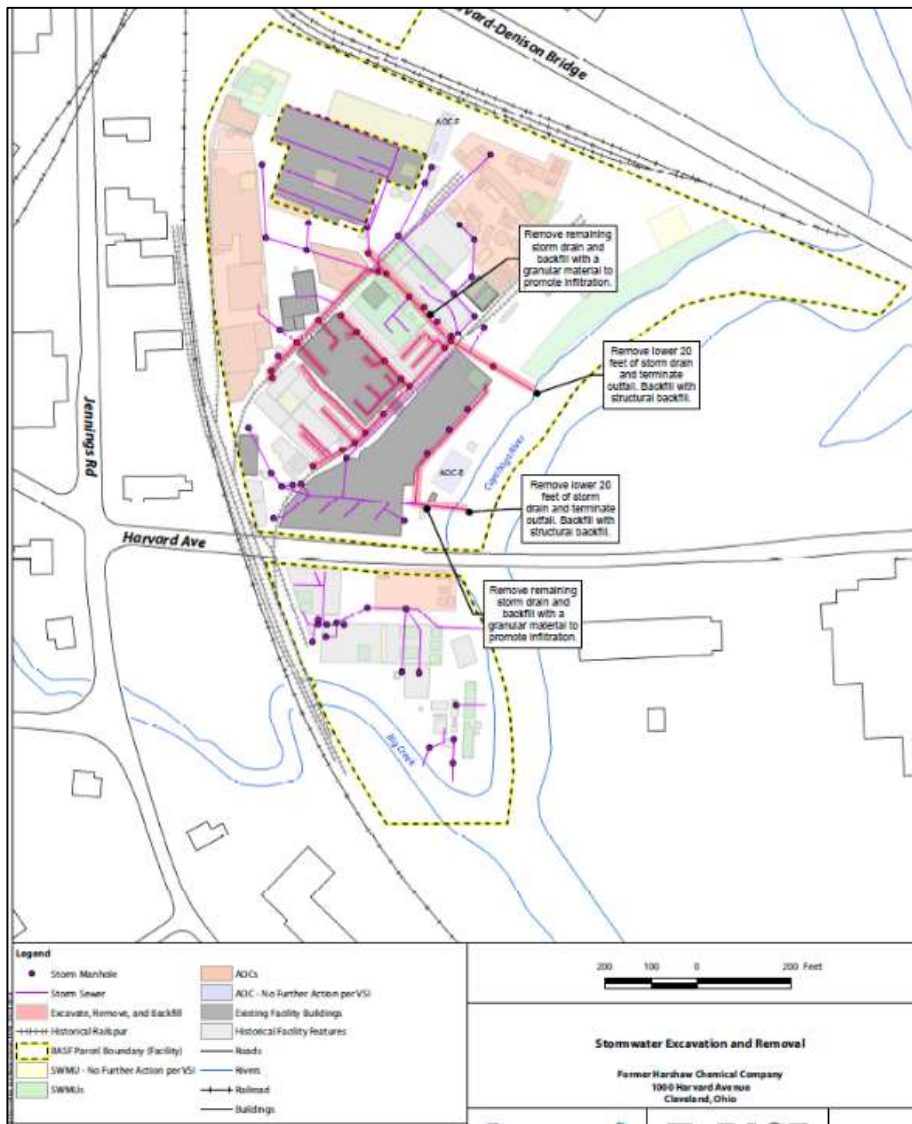 Harvard-Denison Bridge
AOC-F
Remove remaining
storm drain and
backfill with a
granular material to
promote infiltration.
Remove lower 20
feet of storm drain
and terminate
outfall. Backfill with
structural backfill.
Jennings Rd
Cuyahoga River
AOC-E
Remove lower 20
feet of storm
drain and terminate
outfall. Backfill with
structural backfill.
Harvard Ave
Remove remaining
storm drain and
backfill with a
granular material to
promote infiltration.
Big Creek
Legend
Storm Manhole
Storm Sewer
Excavate, Remove, and Backfill
Historical Railspur
BASF Parcel Boundary (Facility)
SWMU - No Further Action per VSI
SWMUs
AOCs
AOC - No Further Action per VSI
Existing Facility Buildings
Historical Facility Features
Roads
Rivers
Railroad
Buildings
200 100 0 200 Feet
Stormwater Excavation and Removal
Former Harshaw Chemical Company
1000 Harvard Avenue
Cleveland, Ohio